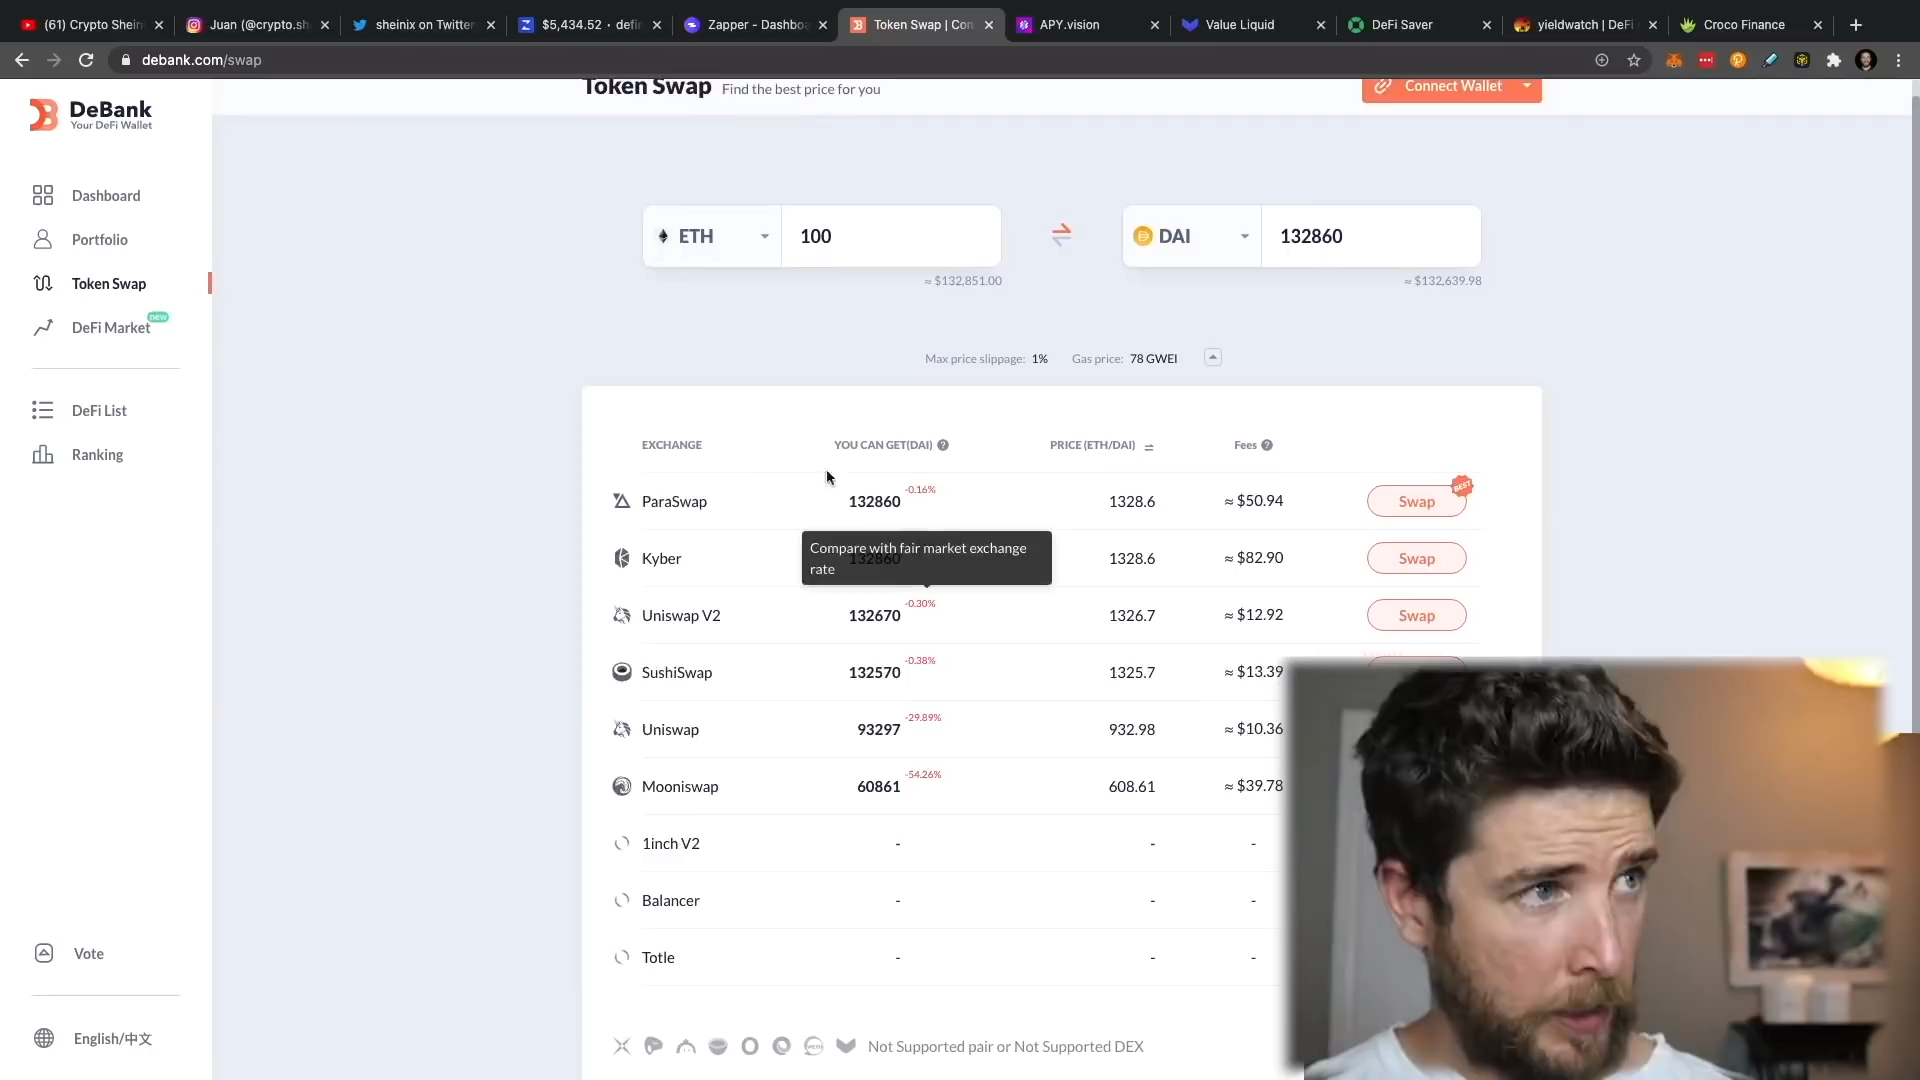 (61) Crypto Shein
Juan (@crypto.sh
sheinix on Twitter
$5,434.52 · defin
Zapper - Dashboa
Token Swap | Con
APY.vision
Value Liquid
DeFi Saver
yieldwatch | DeFi
Croco Finance
debank.com/swap
DeBank
Your DeFi Wallet
Token Swap Find the best price for you
Connect Wallet
Dashboard
Portfolio
Token Swap
DeFi Market new
DeFi List
Ranking
Vote
English/中文
ETH 100
≈ $132,851.00
DAI 132860
≈ $132,639.98
Max price slippage: 1% Gas price: 78 GWEI
EXCHANGE YOU CAN GET(DAI) ? PRICE (ETH/DAI) Fees ?
ParaSwap 132860 -0.16% 1328.6 ≈ $50.94 Swap BEST
Kyber 132860 1328.6 ≈ $82.90 Swap
Compare with fair market exchange
rate
Uniswap V2 132670 -0.30% 1326.7 ≈ $12.92 Swap
SushiSwap 132570 -0.38% 1325.7 ≈ $13.39
Uniswap 93297 -29.89% 932.98 ≈ $10.36
Mooniswap 60861 -54.26% 608.61 ≈ $39.78
1inch V2 - - -
Balancer - - -
Totle - - -
Not Supported pair or Not Supported DEX